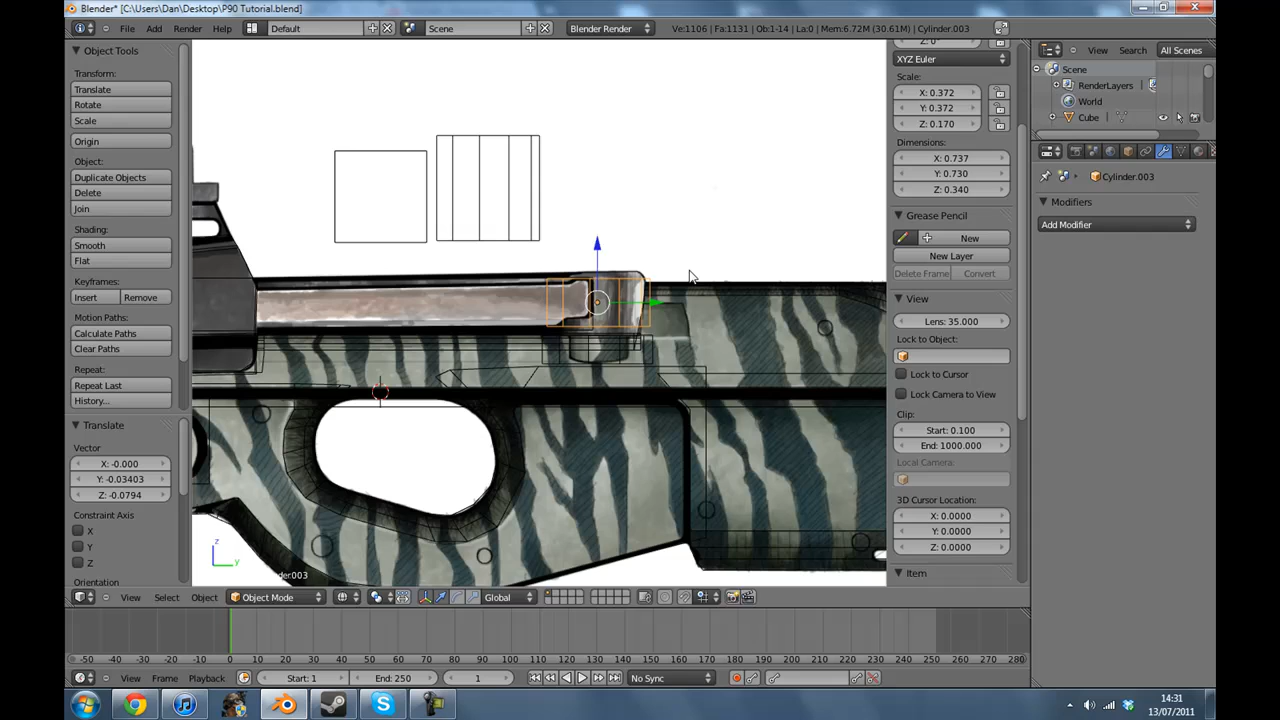 Blender* [C:\Users\Dan\Desktop\P90 Tutorial.blend]
File Add Render Help Default Scene Blender Render Ve:1106 | Fa:1131 | Ob:1-14 | La:0 | Mem:6.72M (30.61M) | Cylinder.003
Object Tools
Transform:
Translate
Rotate
Scale
Origin
Object:
Duplicate Objects
Delete
Join
Shading:
Smooth
Flat
Keyframes:
Insert Remove
Motion Paths:
Calculate Paths
Clear Paths
Repeat:
Repeat Last
History...
Translate
Vector
X: -0.000
Y: -0.03403
Z: -0.0794
Constraint Axis
X
Y
Z
Orientation
z
y
der.003
XYZ Euler
Scale:
X: 0.372
Y: 0.372
Z: 0.170
Dimensions:
X: 0.737
Y: 0.730
Z: 0.340
Grease Pencil
New
New Layer
Delete Frame Convert
View
Lens: 35.000
Lock to Object:
Lock to Cursor
Lock Camera to View
Clip:
Start: 0.100
End: 1000.000
Local Camera:
3D Cursor Location:
X: 0.0000
Y: 0.0000
Z: 0.0000
Item
View Search All Scenes
Scene
RenderLayers
World
Cube
Cylinder.003
Modifiers
Add Modifier
View Select Object Object Mode Global
-50 -40 -30 -20 -10 0 10 20 30 40 50 60 70 80 90 100 110 120 130 140 150 160 170 180 190 200 210 220 230 240 250 260 270 280
View Frame Playback Start: 1 End: 250 1 No Sync
14:31
13/07/2011